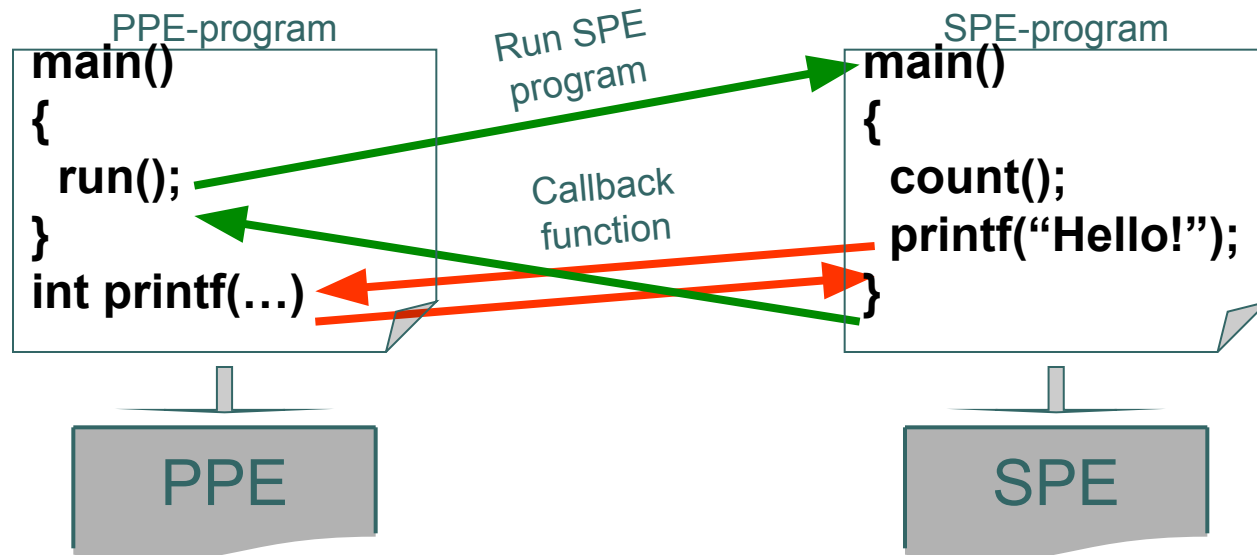 PPE-program
main()
{
run();
}
int printf(…)
Run SPE
program
Callback
function
SPE-program
main()
{
count();
printf(“Hello!”);
}
PPE
SPE